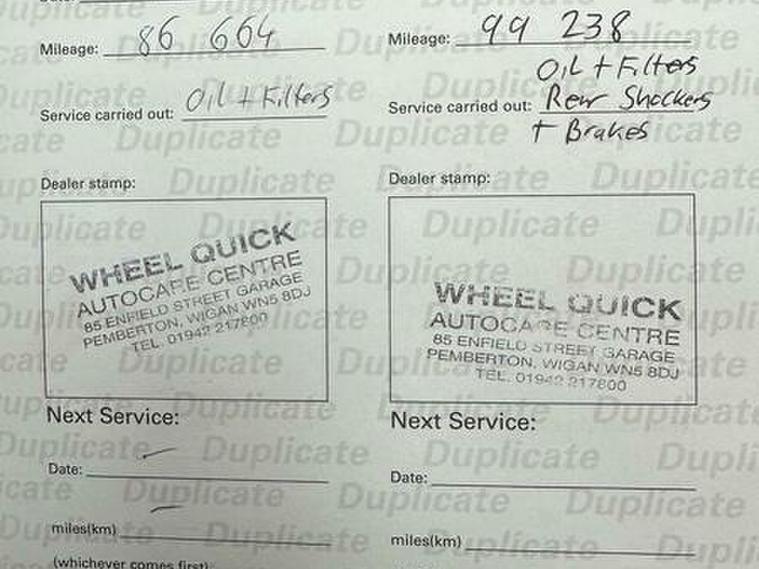 Mileage: 86 664
Service carried out: Oil + Filters
Dealer stamp:
WHEEL QUICK
AUTOCARE CENTRE
85 ENFIELD STREET GARAGE
PEMBERTON, WIGAN WN5 8DJ
TEL. 01942 217800
Next Service:
Date:
miles(km)
(whichever comes first):
Mileage: 99 238
Oil + Filters
Service carried out: Rear Shockers
+ Brakes
Dealer stamp:
WHEEL QUICK
AUTOCARE CENTRE
85 ENFIELD STREET GARAGE
PEMBERTON, WIGAN WN5 8DJ
TEL. 01942 217800
Next Service:
Date:
miles(km)
Duplicate